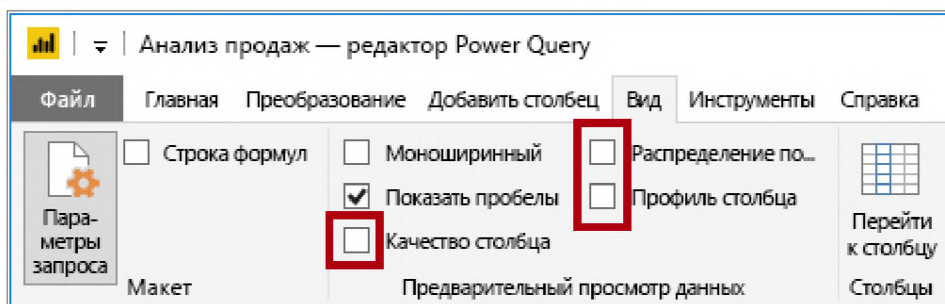 Анализ продаж — редактор Power Query
Файл Главная Преобразование Добавить столбец Вид Инструменты Справка
Пара-
метры
запроса
Строка формул
Макет
Моноширинный
Показать пробелы
Качество столбца
Распределение по...
Профиль столбца
Предварительный просмотр данных
Перейти
к столбцу
Столбцы